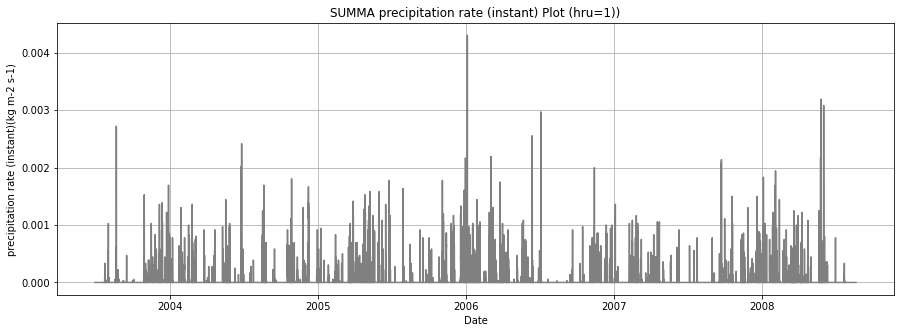 SUMMA precipitation rate (instant) Plot (hru=1))
precipitation rate (instant)(kg m-2 s-1)
0.004
0.003
0.002
0.001
0.000
2004 2005 2006 2007 2008
Date